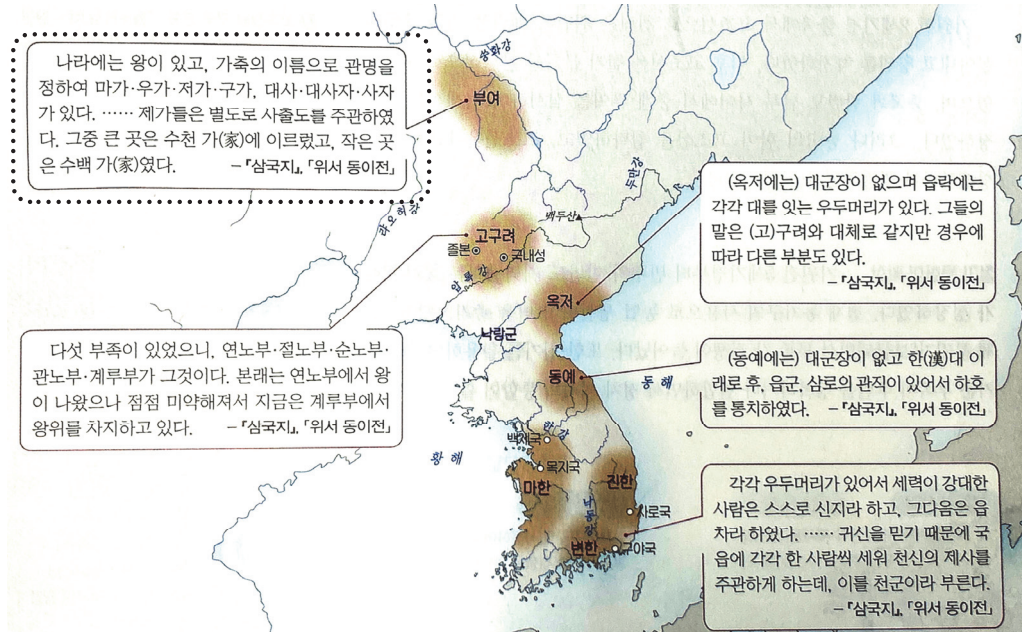 나라에는 왕이 있고, 가축의 이름으로 관명을
정하여 마가·우가·저가·구가, 대사·대사자·사자
가 있다. …… 제가들은 별도로 사출도를 주관하였
다. 그중 큰 곳은 수천 가(家)에 이르렀고, 작은 곳
은 수백 가(家)였다. -『삼국지』, 「위서 동이전」
쑹화강
부여
두만강
백두산
랴오허강
고구려
졸본
국내성
압록강
(옥저에는) 대군장이 없으며 읍락에는
각각 대를 잇는 우두머리가 있다. 그들의
말은 (고)구려와 대체로 같지만 경우에
따라 다른 부분도 있다.
-『삼국지』, 「위서 동이전」
옥저
낙랑군
다섯 부족이 있었으니, 연노부·절노부·순노부·
관노부·계루부가 그것이다. 본래는 연노부에서 왕
이 나왔으나 점점 미약해져서 지금은 계루부에서
왕위를 차지하고 있다. -『삼국지』, 「위서 동이전」
(동예에는) 대군장이 없고 한(漢)대 이
래로 후, 읍군, 삼로의 관직이 있어서 하호
를 통치하였다. -『삼국지』, 「위서 동이전」
동예
동해
황해
한강
백제국
목지국
마한
진한
낙동강
사로국
변한
구야국
각각 우두머리가 있어서 세력이 강대한
사람은 스스로 신지라 하고, 그다음은 읍
차라 하였다. …… 귀신을 믿기 때문에 국
읍에 각각 한 사람씩 세워 천신의 제사를
주관하게 하는데, 이를 천군이라 부른다.
-『삼국지』, 「위서 동이전」